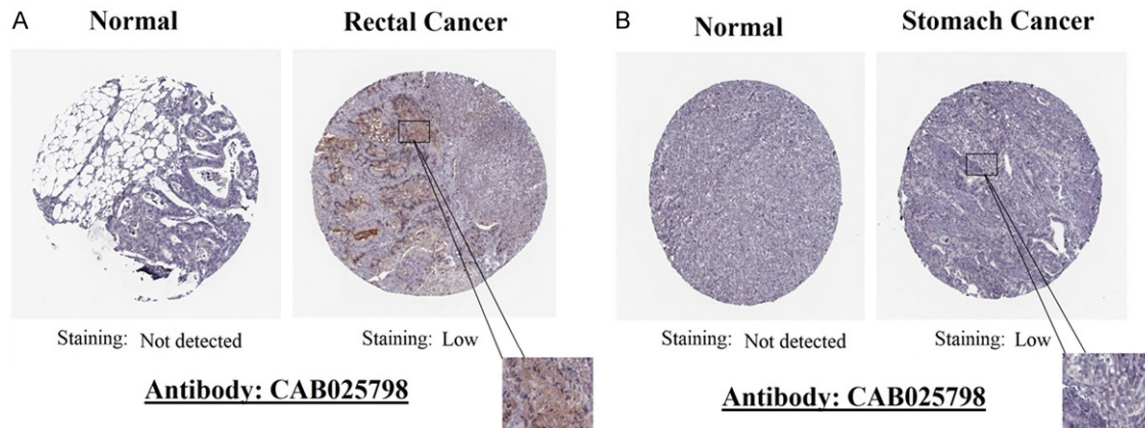 A
Normal
Rectal Cancer
Staining: Not detected
Staining: Low
Antibody: CAB025798
B
Normal
Stomach Cancer
Staining: Not detected
Staining: Low
Antibody: CAB025798